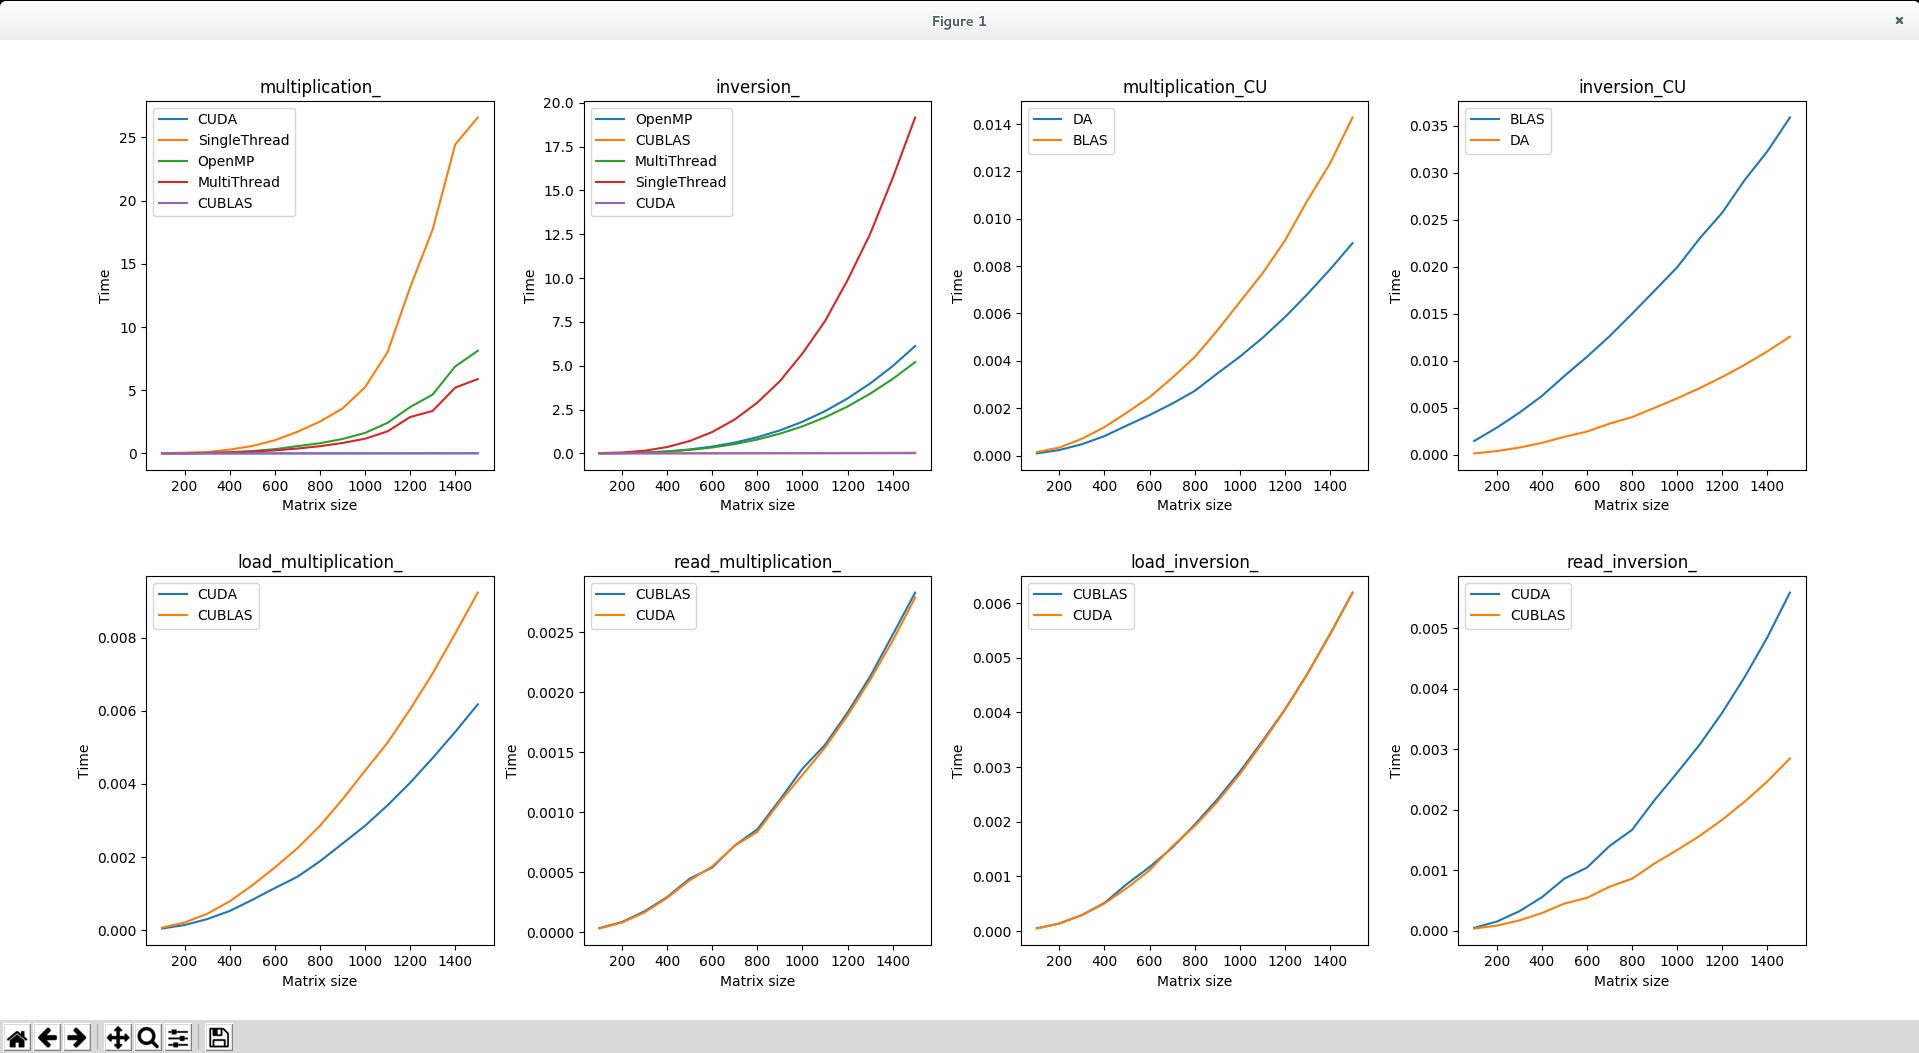 Figure 1
multiplication_
CUDA
SingleThread
OpenMP
MultiThread
CUBLAS
25
20
15
10
5
0
Time
200 400 600 800 1000 1200 1400
Matrix size
inversion_
OpenMP
CUBLAS
MultiThread
SingleThread
CUDA
20.0
17.5
15.0
12.5
10.0
7.5
5.0
2.5
0.0
Time
200 400 600 800 1000 1200 1400
Matrix size
multiplication_CU
DA
BLAS
0.014
0.012
0.010
0.008
0.006
0.004
0.002
0.000
Time
200 400 600 800 1000 1200 1400
Matrix size
inversion_CU
BLAS
DA
0.035
0.030
0.025
0.020
0.015
0.010
0.005
0.000
Time
200 400 600 800 1000 1200 1400
Matrix size
load_multiplication_
CUDA
CUBLAS
0.008
0.006
0.004
0.002
0.000
Time
200 400 600 800 1000 1200 1400
Matrix size
read_multiplication_
CUBLAS
CUDA
0.0025
0.0020
0.0015
0.0010
0.0005
0.0000
Time
200 400 600 800 1000 1200 1400
Matrix size
load_inversion_
CUBLAS
CUDA
0.006
0.005
0.004
0.003
0.002
0.001
0.000
Time
200 400 600 800 1000 1200 1400
Matrix size
read_inversion_
CUDA
CUBLAS
0.005
0.004
0.003
0.002
0.001
0.000
Time
200 400 600 800 1000 1200 1400
Matrix size